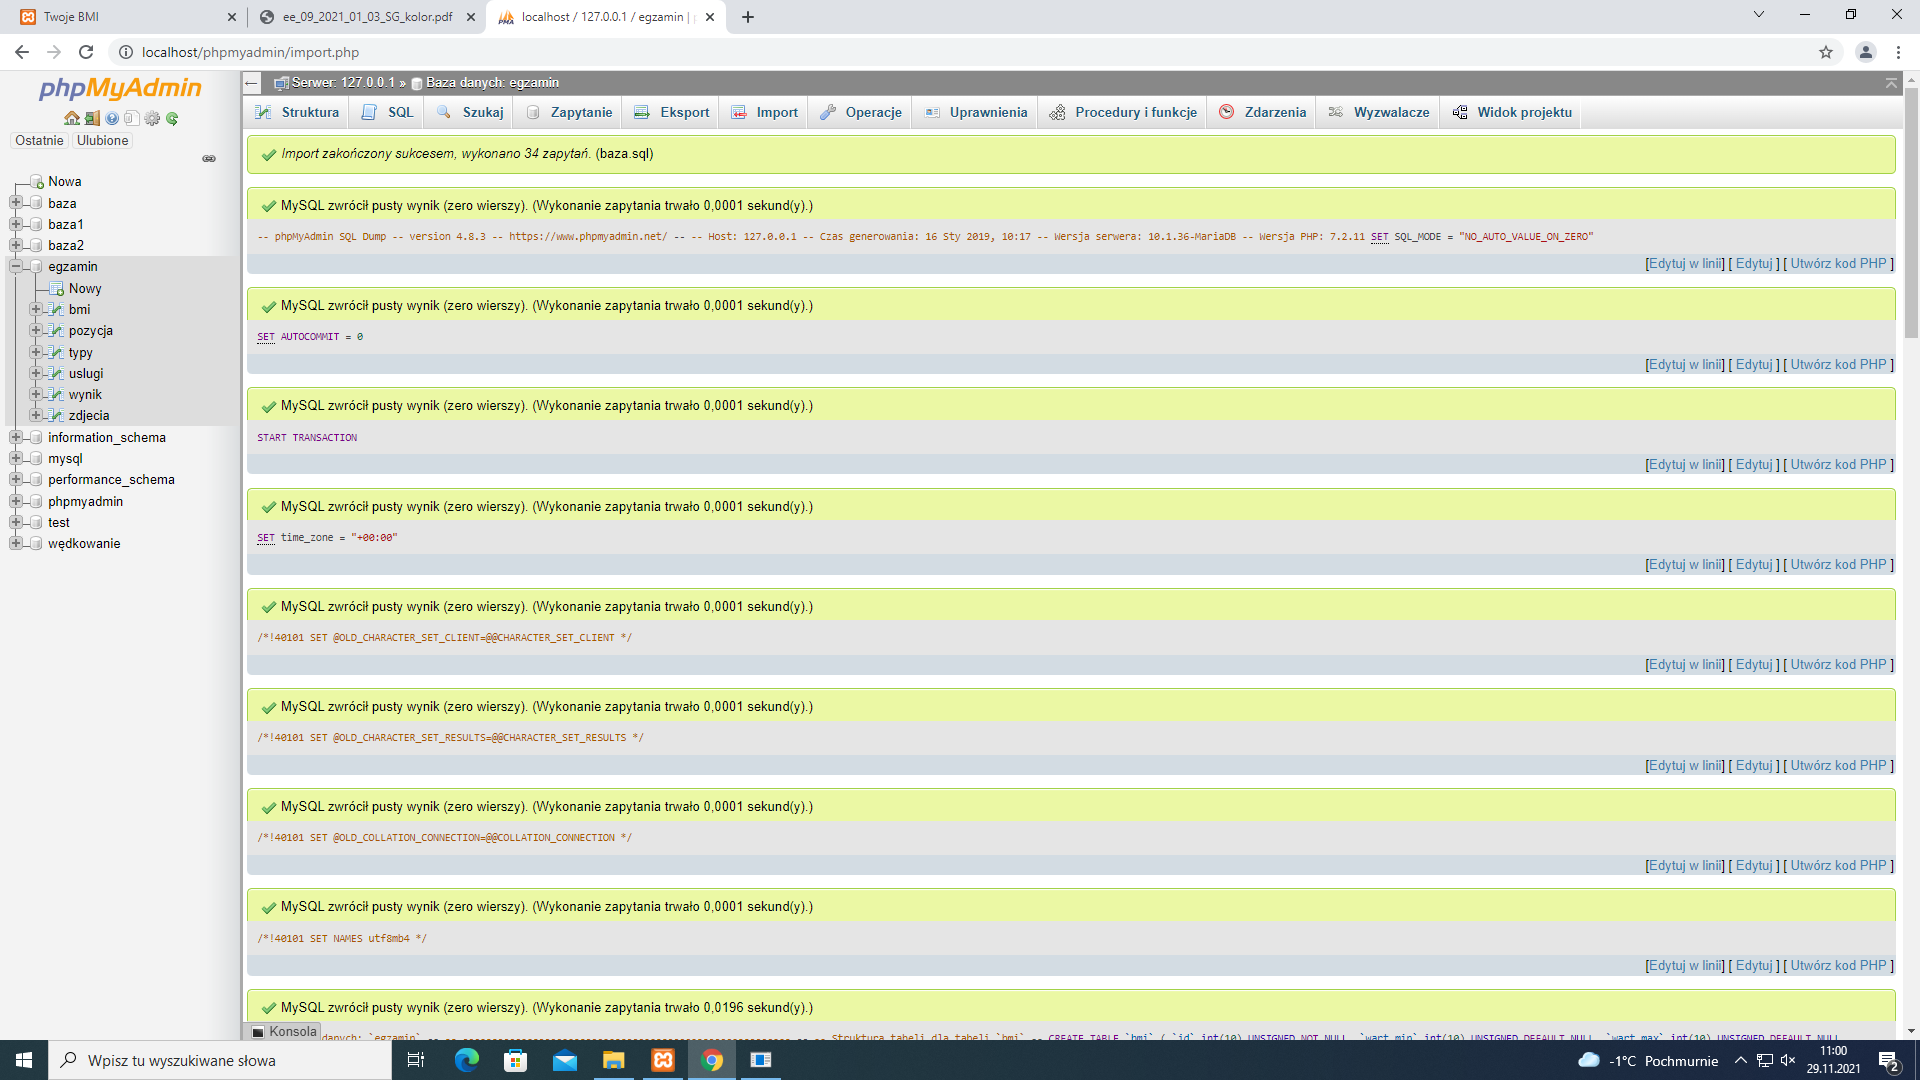 Twoje BMI
ee_09_2021_01_03_SG_kolor.pdf
localhost / 127.0.0.1 / egzamin |
localhost/phpmyadmin/import.php
phpMyAdmin
Ostatnie Ulubione
Nowa
baza
baza1
baza2
egzamin
Nowy
bmi
pozycja
typy
uslugi
wynik
zdjecia
information_schema
mysql
performance_schema
phpmyadmin
test
wędkowanie
Serwer: 127.0.0.1 » Baza danych: egzamin
Struktura SQL Szukaj Zapytanie Eksport Import Operacje Uprawnienia Procedury i funkcje Zdarzenia Wyzwalacze Widok projektu
Import zakończony sukcesem, wykonano 34 zapytań. (baza.sql)
MySQL zwrócił pusty wynik (zero wierszy). (Wykonanie zapytania trwało 0,0001 sekund(y).)
-- phpMyAdmin SQL Dump -- version 4.8.3 -- https://www.phpmyadmin.net/ -- -- Host: 127.0.0.1 -- Czas generowania: 16 Sty 2019, 10:17 -- Wersja serwera: 10.1.36-MariaDB -- Wersja PHP: 7.2.11 SET SQL_MODE = "NO_AUTO_VALUE_ON_ZERO"
[Edytuj w linii] [ Edytuj ] [ Utwórz kod PHP ]
MySQL zwrócił pusty wynik (zero wierszy). (Wykonanie zapytania trwało 0,0001 sekund(y).)
SET AUTOCOMMIT = 0
[Edytuj w linii] [ Edytuj ] [ Utwórz kod PHP ]
MySQL zwrócił pusty wynik (zero wierszy). (Wykonanie zapytania trwało 0,0001 sekund(y).)
START TRANSACTION
[Edytuj w linii] [ Edytuj ] [ Utwórz kod PHP ]
MySQL zwrócił pusty wynik (zero wierszy). (Wykonanie zapytania trwało 0,0001 sekund(y).)
SET time_zone = "+00:00"
[Edytuj w linii] [ Edytuj ] [ Utwórz kod PHP ]
MySQL zwrócił pusty wynik (zero wierszy). (Wykonanie zapytania trwało 0,0001 sekund(y).)
/*!40101 SET @OLD_CHARACTER_SET_CLIENT=@@CHARACTER_SET_CLIENT */
[Edytuj w linii] [ Edytuj ] [ Utwórz kod PHP ]
MySQL zwrócił pusty wynik (zero wierszy). (Wykonanie zapytania trwało 0,0001 sekund(y).)
/*!40101 SET @OLD_CHARACTER_SET_RESULTS=@@CHARACTER_SET_RESULTS */
[Edytuj w linii] [ Edytuj ] [ Utwórz kod PHP ]
MySQL zwrócił pusty wynik (zero wierszy). (Wykonanie zapytania trwało 0,0001 sekund(y).)
/*!40101 SET @OLD_COLLATION_CONNECTION=@@COLLATION_CONNECTION */
[Edytuj w linii] [ Edytuj ] [ Utwórz kod PHP ]
MySQL zwrócił pusty wynik (zero wierszy). (Wykonanie zapytania trwało 0,0001 sekund(y).)
/*!40101 SET NAMES utf8mb4 */
[Edytuj w linii] [ Edytuj ] [ Utwórz kod PHP ]
MySQL zwrócił pusty wynik (zero wierszy). (Wykonanie zapytania trwało 0,0196 sekund(y).)
Konsola
danych: `egzamin` Struktura tabeli dla tabeli `bmi` -- CREATE TABLE `bmi` ( `id` int(10) UNSIGNED NOT NULL, `wart_min` int(10) UNSIGNED DEFAULT NULL, `wart_max` int(10) UNSIGNED DEFAULT NULL
Wpisz tu wyszukiwane słowa
-1°C Pochmurnie
11:00
29.11.2021
2